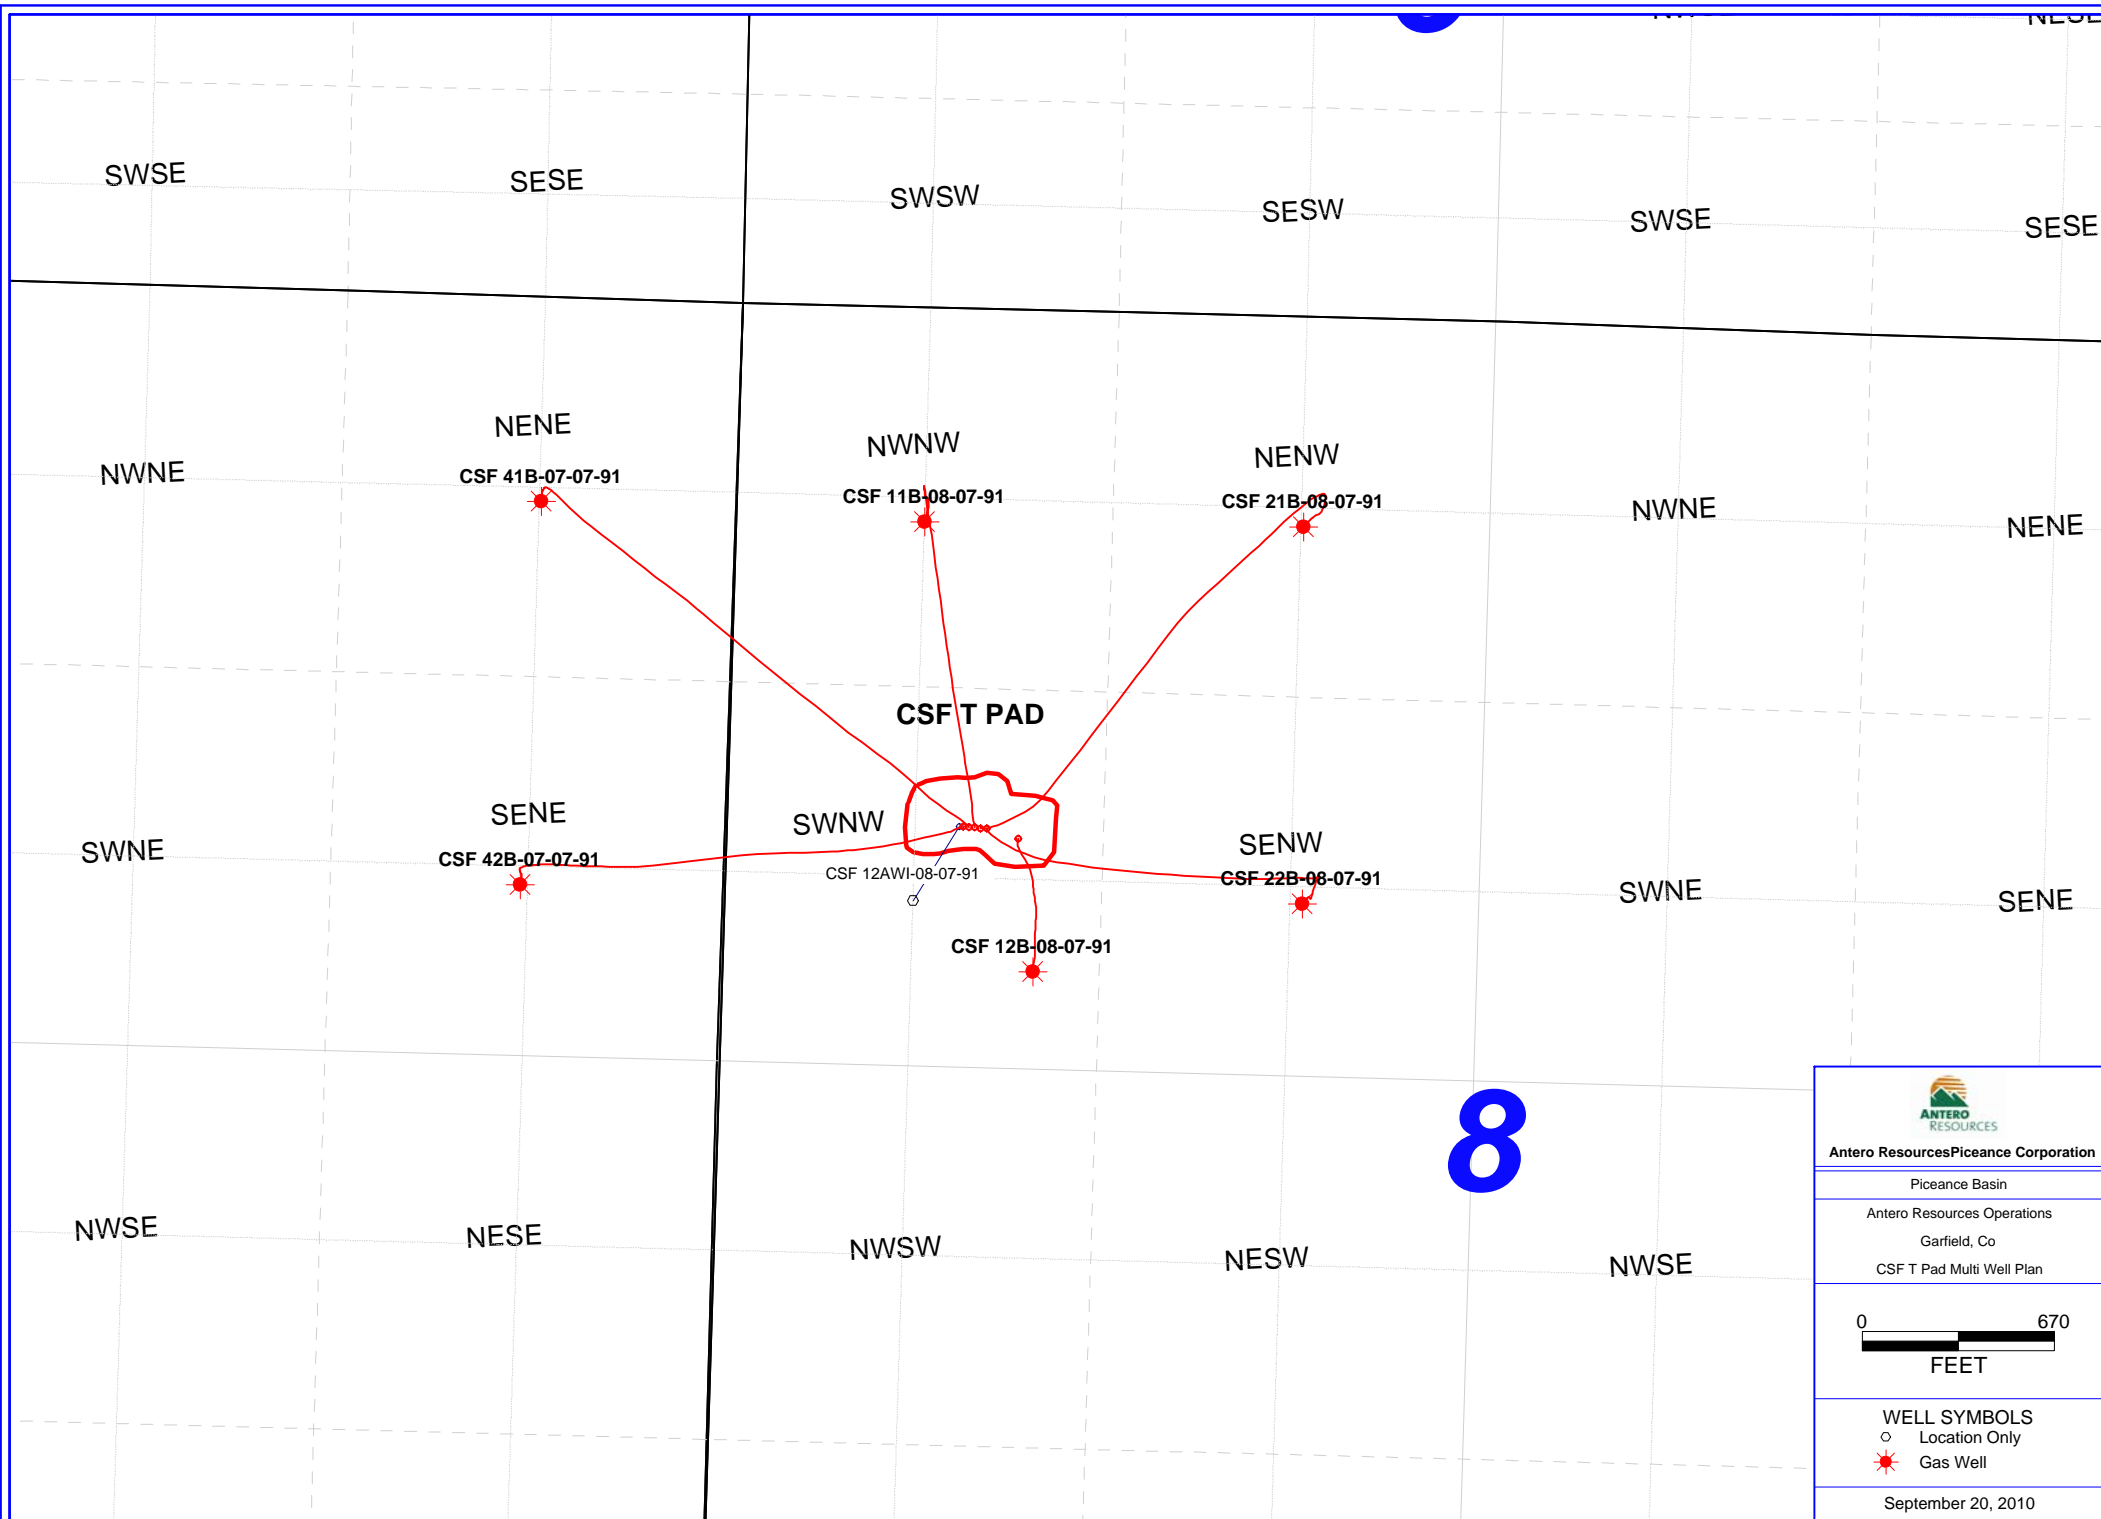 SWSE
SESE
SWSW
SESW
SWSE
SESE
NENE
NWNW
NENW
NWNE
CSF 41B-07-07-91
CSF 11B-08-07-91
CSF 21B-08-07-91
NWNE
NENE
CSF T PAD
SENE
SWNW
SENW
SWNE
CSF 42B-07-07-91
CSF 12AWI-08-07-91
CSF 22B-08-07-91
SWNE
SENE
CSF 12B-08-07-91
8
NWSE
NESE
NWSW
NESW
NWSE
ANTERO
RESOURCES
Antero ResourcesPiceance Corporation
Piceance Basin
Antero Resources Operations
Garfield, Co
CSF T Pad Multi Well Plan
0 670
FEET
WELL SYMBOLS
Location Only
Gas Well
September 20, 2010